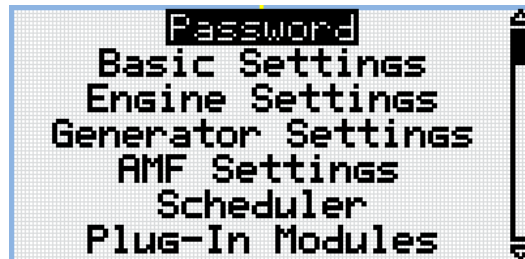 Password
Basic Settings
Engine Settings
Generator Settings
AMF Settings
Scheduler
Plug-In Modules